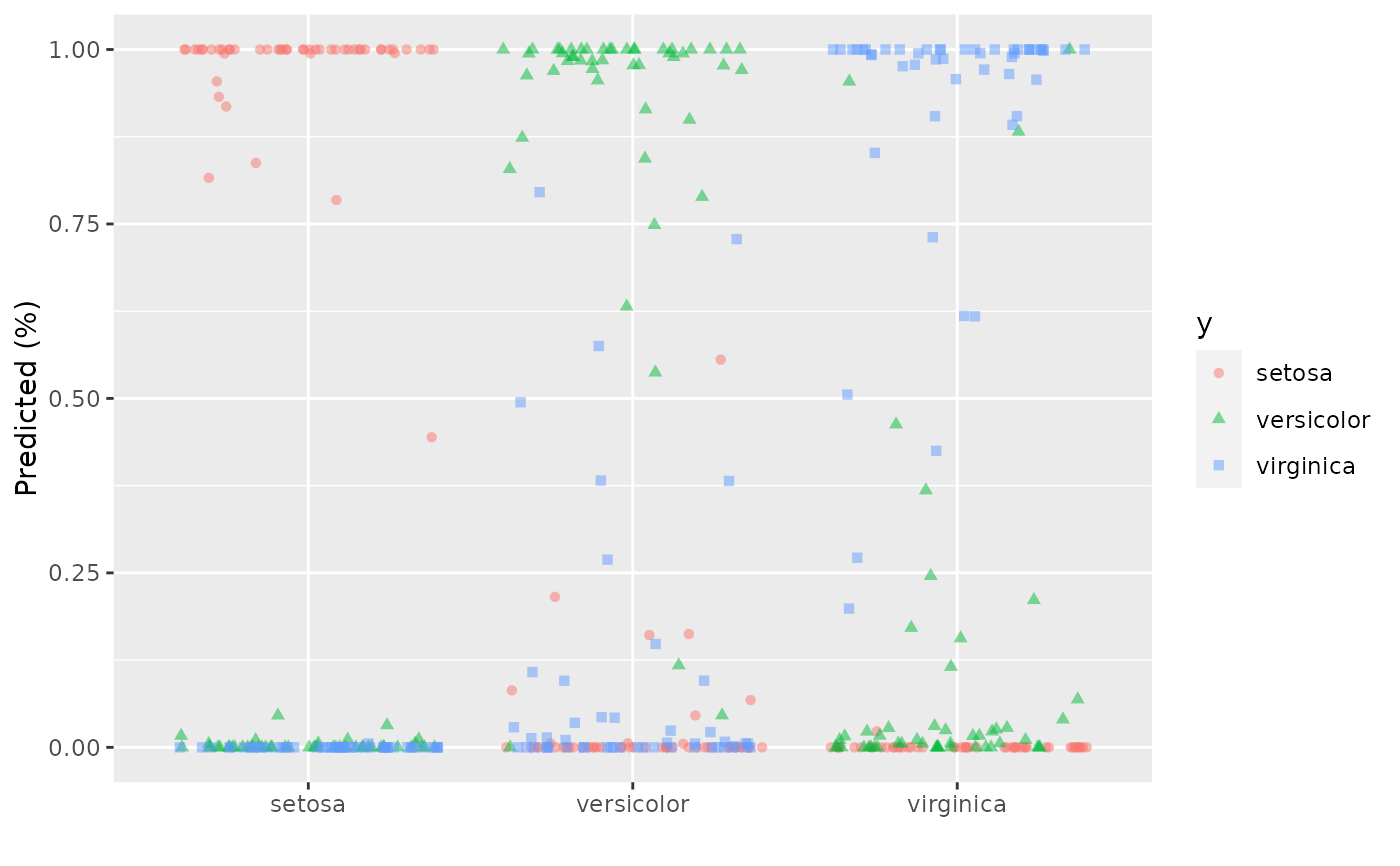 Predicted (%)
1.00
0.75
0.50
0.25
0.00
setosa
versicolor
virginica
y
setosa
versicolor
virginica